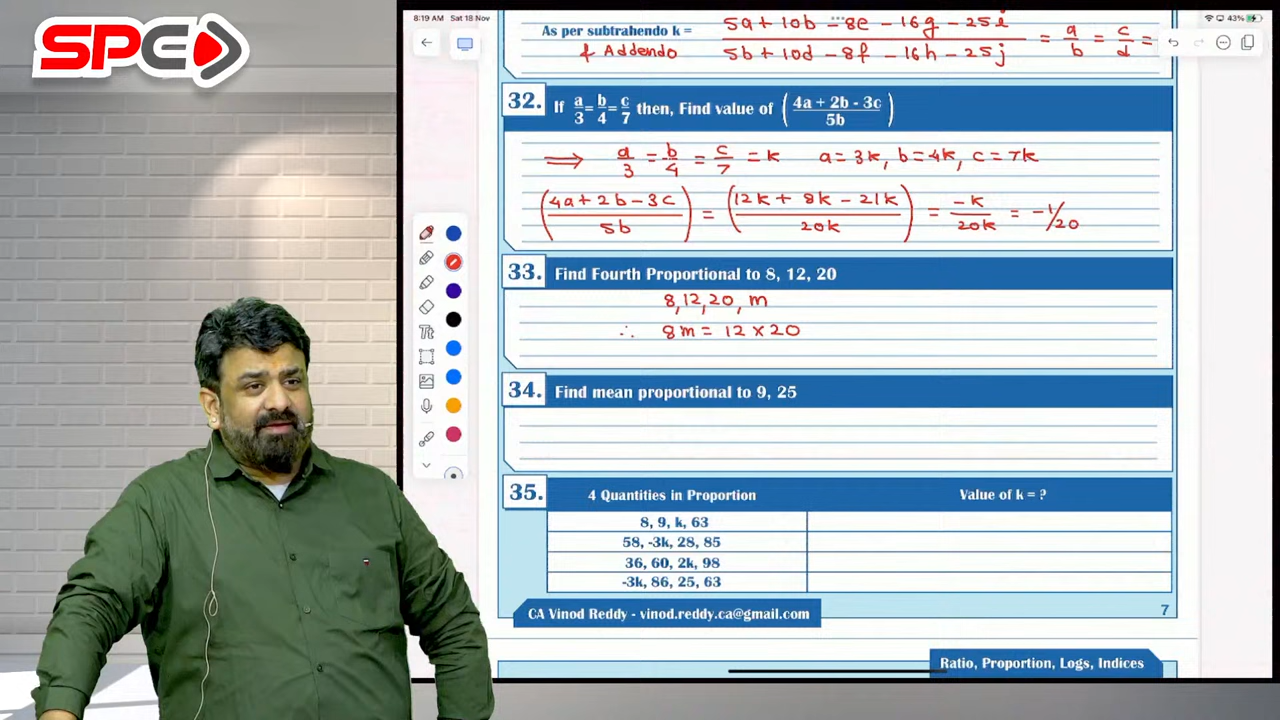 8:19 AM Sat 18 Nov
43%
SPC
As per subtrahendo k = 5a + 10b - 8e - 16g - 25i
& Addendo 5b + 10d - 8f - 16h - 25j = a/b = c/d =
32. If a/3 = b/4 = c/7 then, Find value of (4a + 2b - 3c / 5b)
⟹ a/3 = b/4 = c/7 = k a = 3k, b = 4k, c = 7k
(4a + 2b - 3c / 5b) = (12k + 8k - 21k / 20k) = -k/20k = -1/20
33. Find Fourth Proportional to 8, 12, 20
8, 12, 20, m
∴ 8m = 12 × 20
34. Find mean proportional to 9, 25
35. 4 Quantities in Proportion Value of k = ?
8, 9, k, 63
58, -3k, 28, 85
36, 60, 2k, 98
-3k, 86, 25, 63
CA Vinod Reddy - vinod.reddy.ca@gmail.com
7
Ratio, Proportion, Logs, Indices
Tt